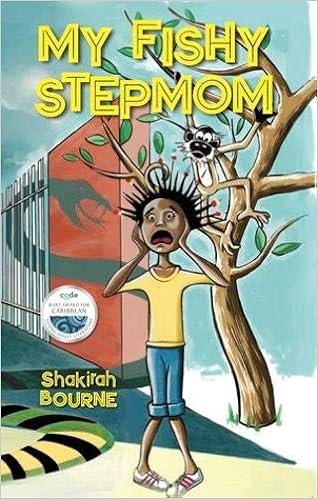 MY FISHY
STEPMOM
code
BURT AWARD FOR
CARIBBEAN
Shakirah
BOURNE